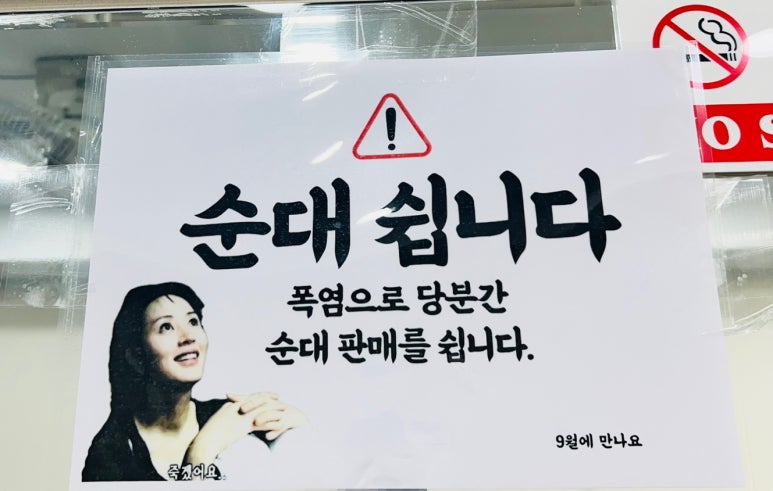 순대 쉽니다
폭염으로 당분간
순대 판매를 쉽니다.
9월에 만나요
죽겠어요..
OS